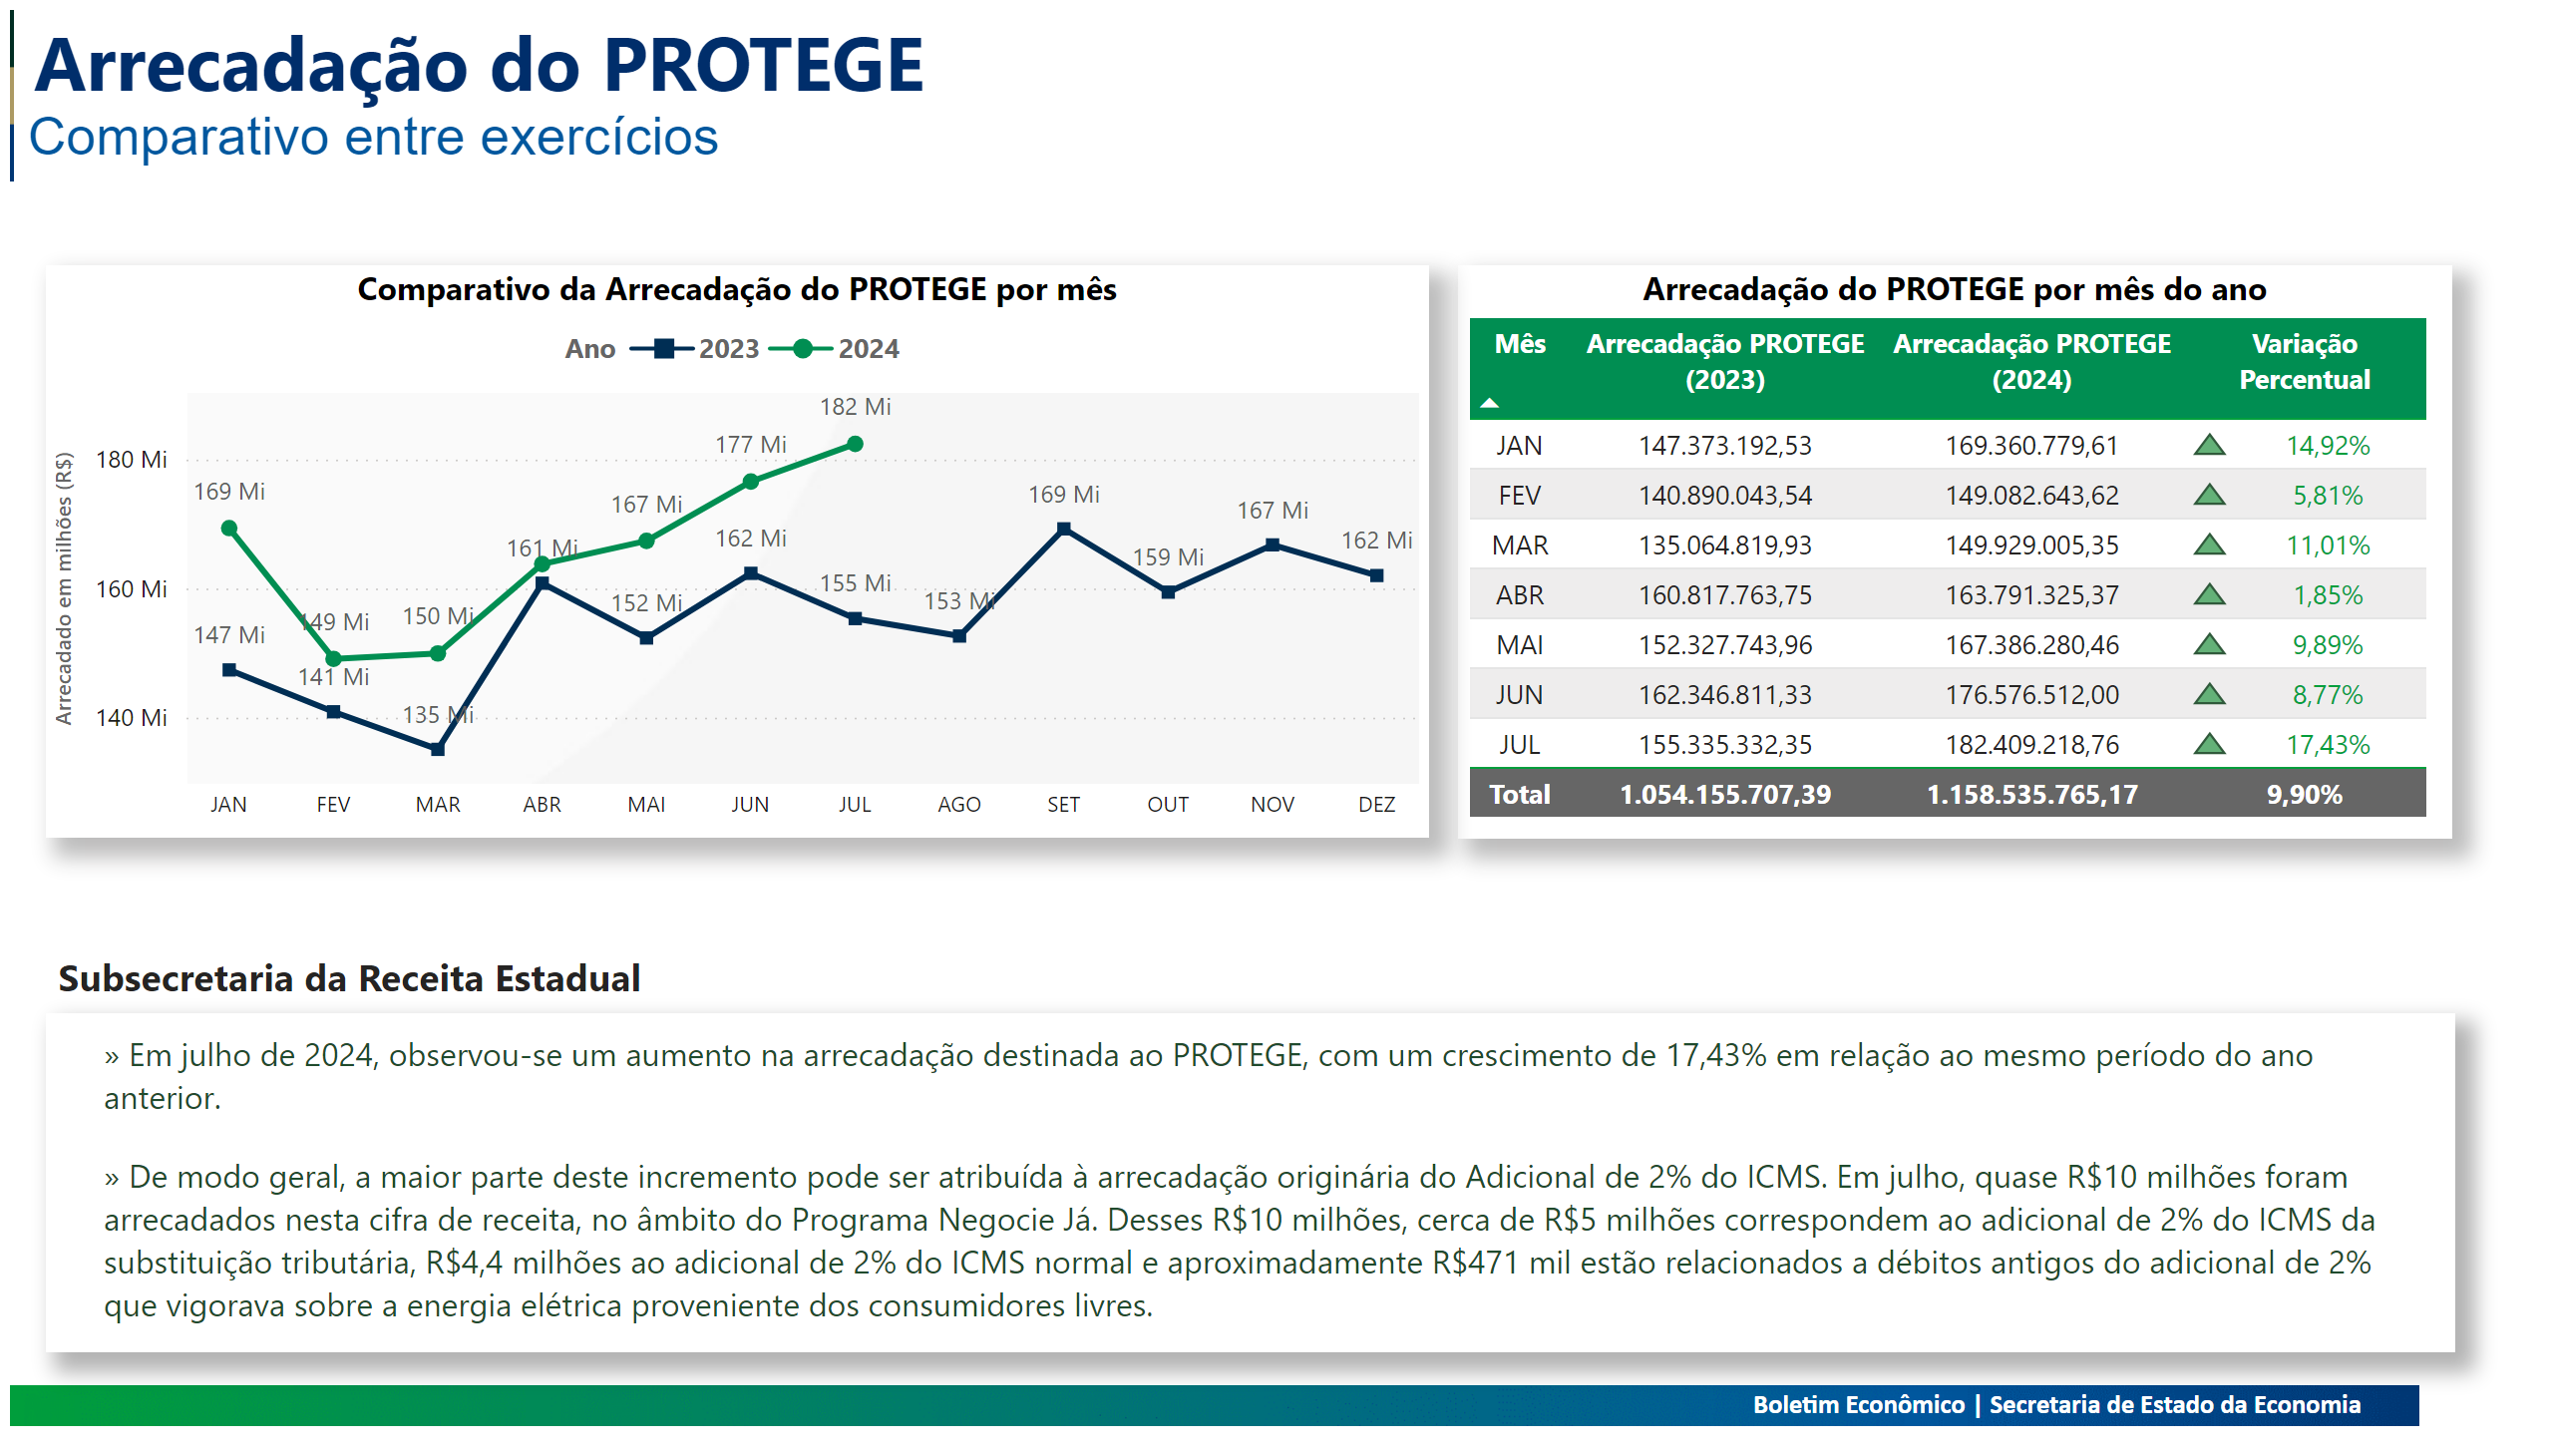 Arrecadação do PROTEGE
Comparativo entre exercícios
Comparativo da Arrecadação do PROTEGE por mês
Ano 2023 2024
Arrecadado em milhões (R$)
180 Mi
160 Mi
140 Mi
169 Mi
149 Mi
150 Mi
161 Mi
167 Mi
177 Mi
182 Mi
147 Mi
141 Mi
135 Mi
152 Mi
162 Mi
155 Mi
153 Mi
169 Mi
159 Mi
167 Mi
162 Mi
JAN FEV MAR ABR MAI JUN JUL AGO SET OUT NOV DEZ
Arrecadação do PROTEGE por mês do ano
Mês Arrecadação PROTEGE (2023) Arrecadação PROTEGE (2024) Variação Percentual
JAN 147.373.192,53 169.360.779,61 14,92%
FEV 140.890.043,54 149.082.643,62 5,81%
MAR 135.064.819,93 149.929.005,35 11,01%
ABR 160.817.763,75 163.791.325,37 1,85%
MAI 152.327.743,96 167.386.280,46 9,89%
JUN 162.346.811,33 176.576.512,00 8,77%
JUL 155.335.332,35 182.409.218,76 17,43%
Total 1.054.155.707,39 1.158.535.765,17 9,90%
Subsecretaria da Receita Estadual
» Em julho de 2024, observou-se um aumento na arrecadação destinada ao PROTEGE, com um crescimento de 17,43% em relação ao mesmo período do ano
anterior.
» De modo geral, a maior parte deste incremento pode ser atribuída à arrecadação originária do Adicional de 2% do ICMS. Em julho, quase R$10 milhões foram
arrecadados nesta cifra de receita, no âmbito do Programa Negocie Já. Desses R$10 milhões, cerca de R$5 milhões correspondem ao adicional de 2% do ICMS da
substituição tributária, R$4,4 milhões ao adicional de 2% do ICMS normal e aproximadamente R$471 mil estão relacionados a débitos antigos do adicional de 2%
que vigorava sobre a energia elétrica proveniente dos consumidores livres.
Boletim Econômico | Secretaria de Estado da Economia